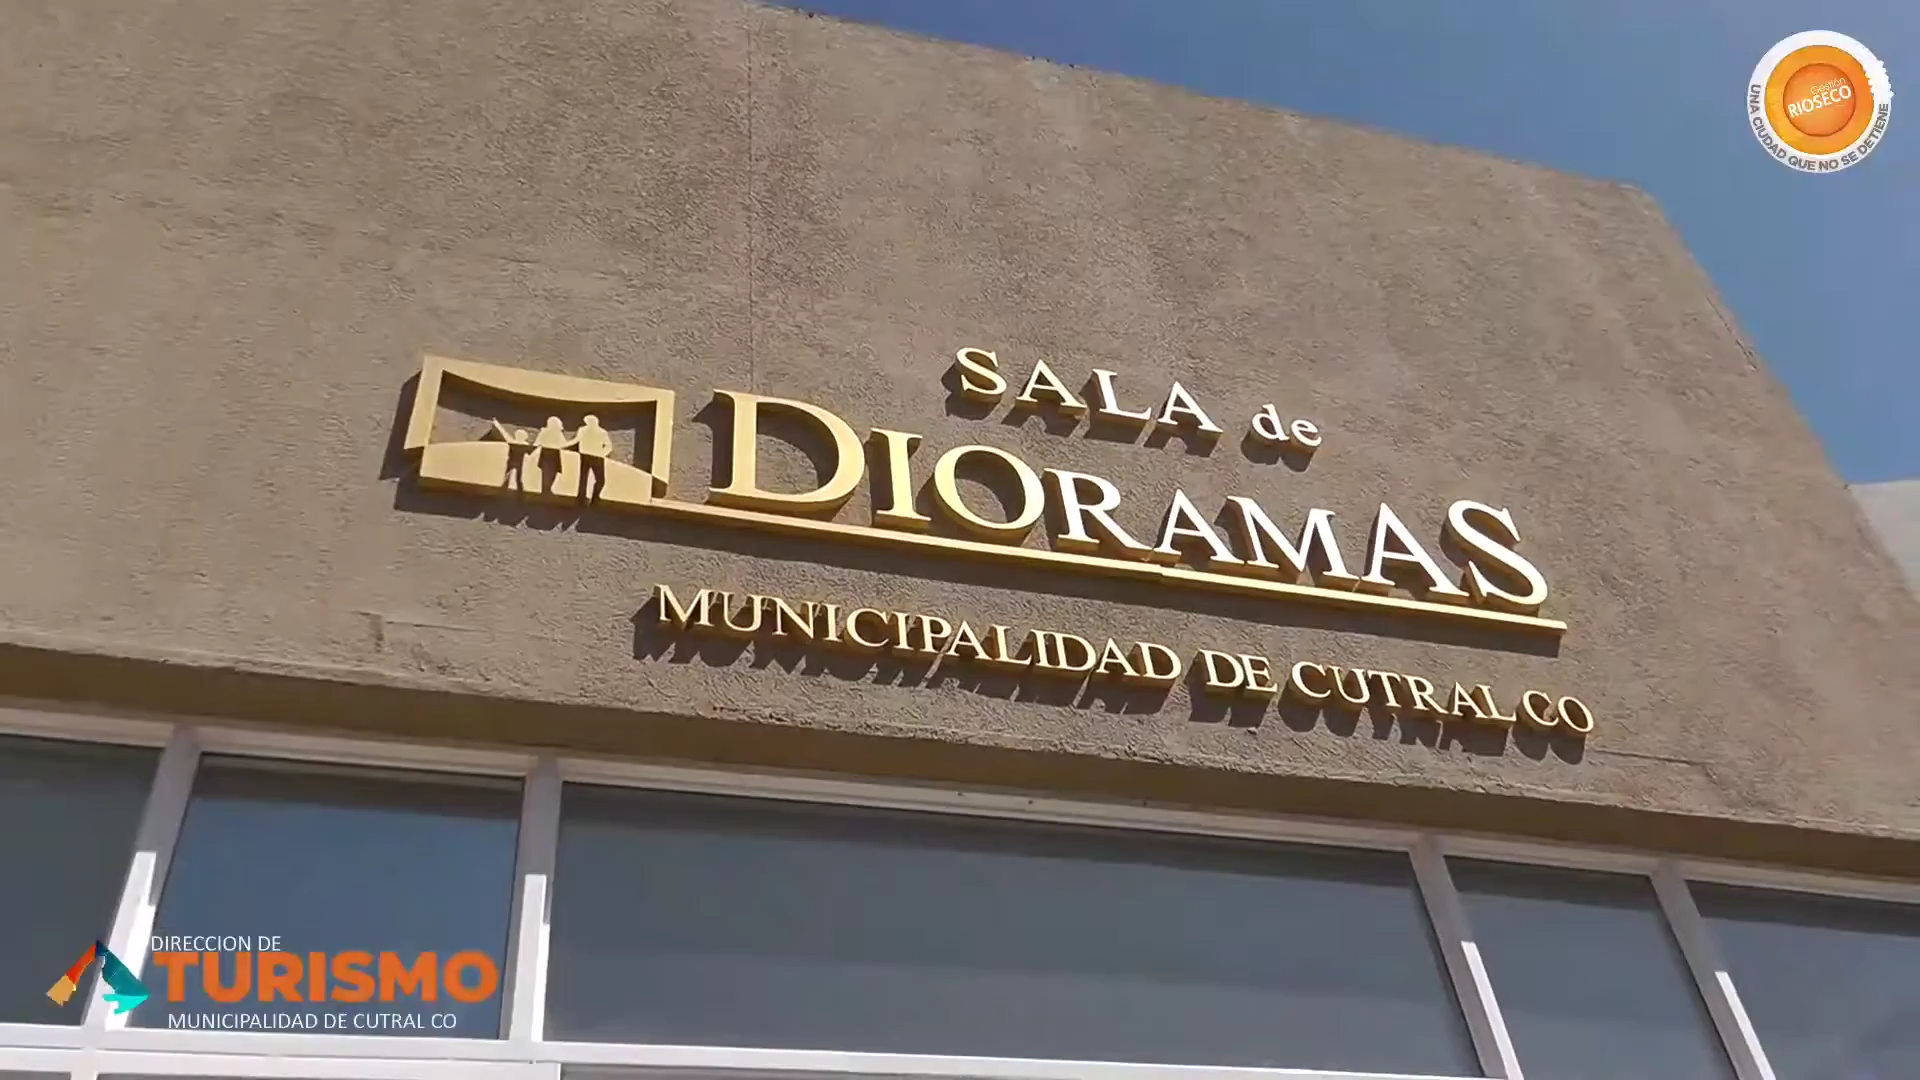 Gestión
RIOSECO
UNA CIUDAD QUE NO SE DETIENE
SALA de
DIORAMAS
MUNICIPALIDAD DE CUTRAL CO
DIRECCION DE
TURISMO
MUNICIPALIDAD DE CUTRAL CO